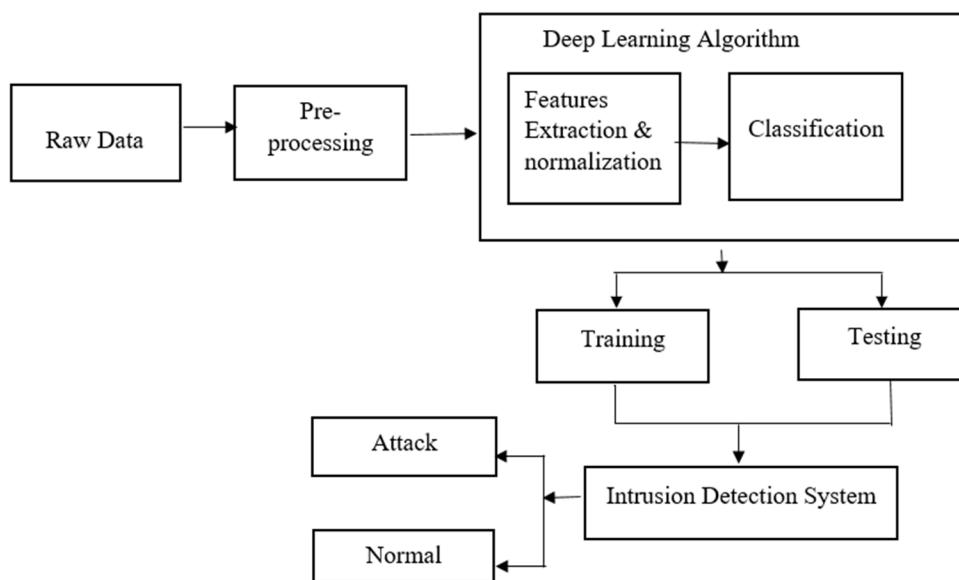 Deep Learning Algorithm
Raw Data
Pre-
processing
Features
Extraction &
normalization
Classification
Training
Testing
Attack
Intrusion Detection System
Normal